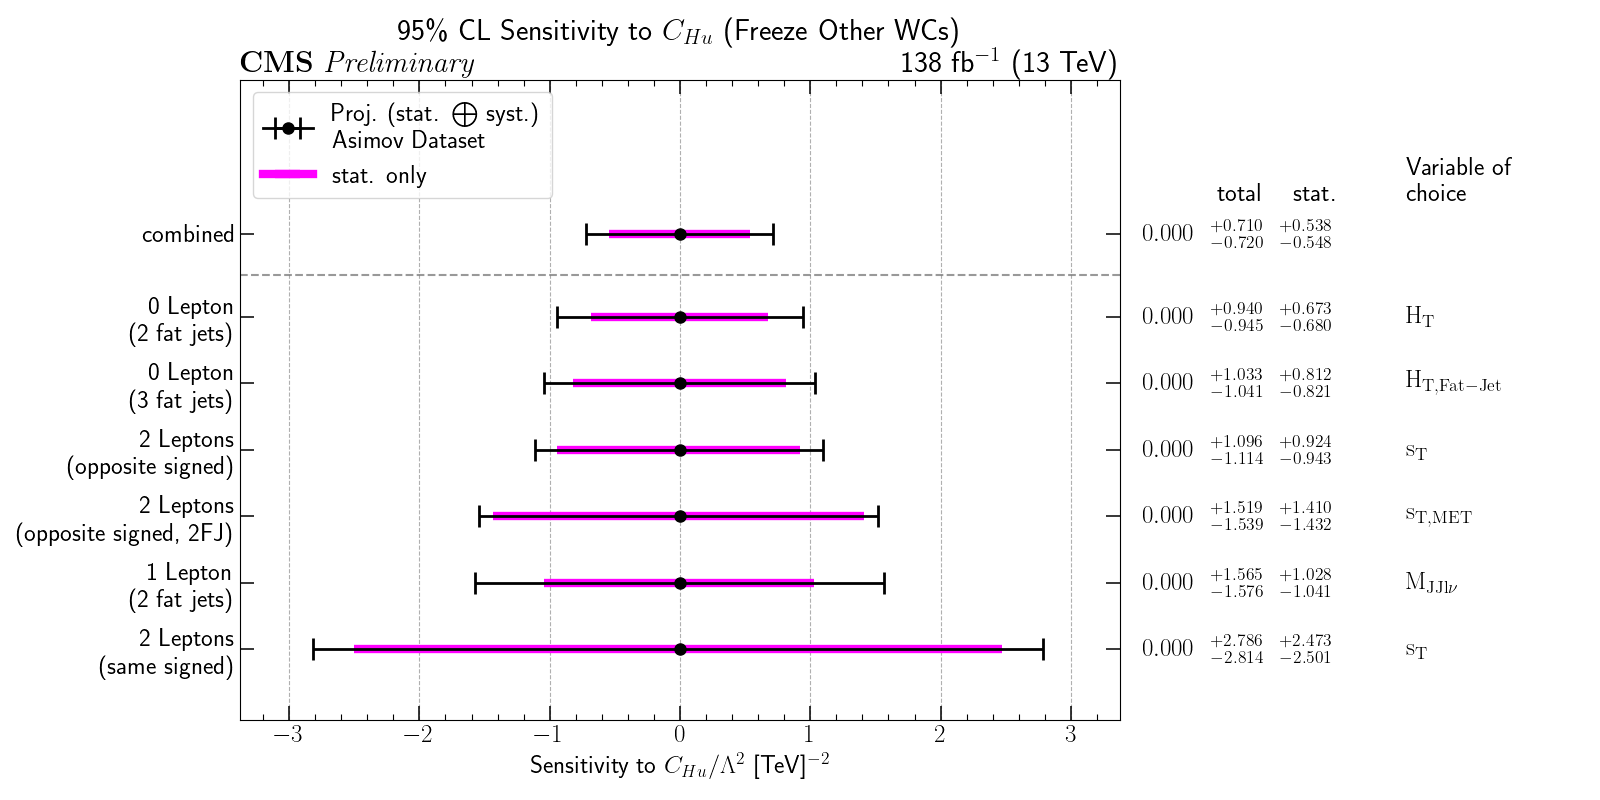 95% CL Sensitivity to C_Hu (Freeze Other WCs)
CMS Preliminary
138 fb⁻¹ (13 TeV)
Proj. (stat. ⨁ syst.)
Asimov Dataset
stat. only
Variable of
total stat. choice
combined 0.000 +0.710 +0.538
−0.720 −0.548
0 Lepton
(2 fat jets)
0.000 +0.940 +0.673
−0.945 −0.680
H_T
0 Lepton
(3 fat jets)
0.000 +1.033 +0.812
−1.041 −0.821
H_T,Fat−Jet
2 Leptons
(opposite signed)
0.000 +1.096 +0.924
−1.114 −0.943
s_T
2 Leptons
(opposite signed, 2FJ)
0.000 +1.519 +1.410
−1.539 −1.432
s_T,MET
1 Lepton
(2 fat jets)
0.000 +1.565 +1.028
−1.576 −1.041
M_JJlν
2 Leptons
(same signed)
0.000 +2.786 +2.473
−2.814 −2.501
s_T
−3 −2 −1 0 1 2 3
Sensitivity to C_Hu/Λ² [TeV]⁻²